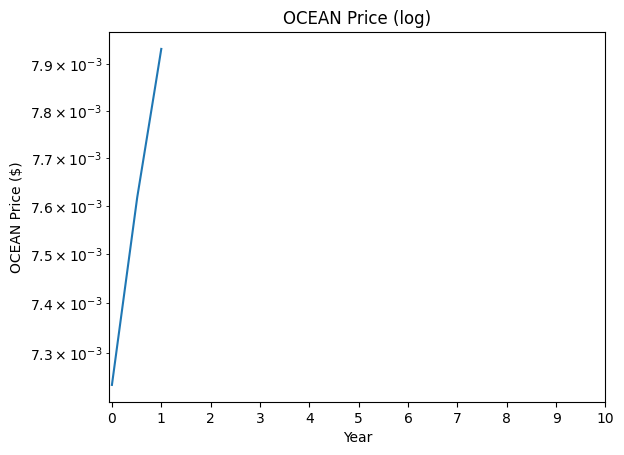 OCEAN Price (log)
OCEAN Price ($)
7.9 × 10⁻³
7.8 × 10⁻³
7.7 × 10⁻³
7.6 × 10⁻³
7.5 × 10⁻³
7.4 × 10⁻³
7.3 × 10⁻³
0 1 2 3 4 5 6 7 8 9 10
Year